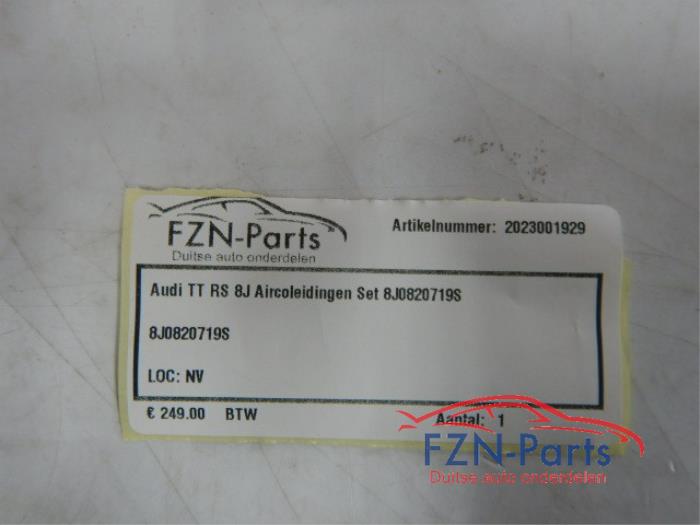 FZN-Parts
Duitse auto onderdelen
Artikelnummer: 2023001929
Audi TT RS 8J Aircoleidingen Set 8J0820719S
8J0820719S
LOC: NV
€ 249.00 BTW
Aantal: 1
FZN-Parts
Duitse auto onderdelen